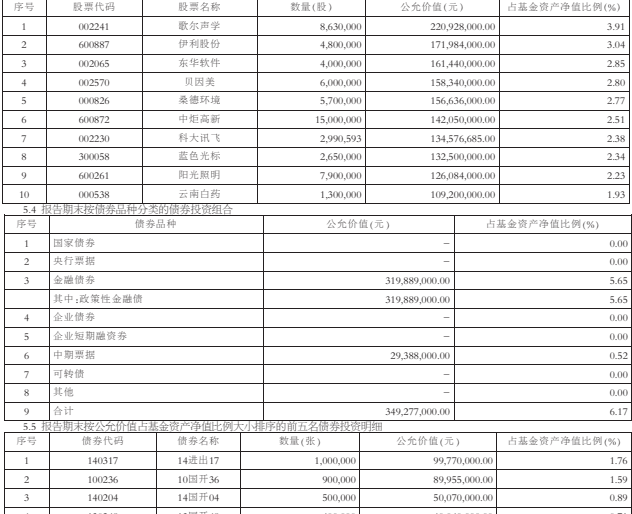 序号 股票代码 股票名称 数量(股) 公允价值(元) 占基金资产净值比例(%)
1 002241 歌尔声学 8,630,000 220,928,000.00 3.91
2 600887 伊利股份 4,800,000 171,984,000.00 3.04
3 002065 东华软件 4,000,000 161,440,000.00 2.85
4 002570 贝因美 6,000,000 158,340,000.00 2.80
5 000826 桑德环境 5,700,000 156,636,000.00 2.77
6 600872 中炬高新 15,000,000 142,050,000.00 2.51
7 002230 科大讯飞 2,990,593 134,576,685.00 2.38
8 300058 蓝色光标 2,650,000 132,500,000.00 2.34
9 600261 阳光照明 7,900,000 126,084,000.00 2.23
10 000538 云南白药 1,300,000 109,200,000.00 1.93
5.4 报告期末按债券品种分类的债券投资组合
序号 债券品种 公允价值(元) 占基金资产净值比例(%)
1 国家债券 – 0.00
2 央行票据 – 0.00
3 金融债券 319,889,000.00 5.65
其中:政策性金融债 319,889,000.00 5.65
4 企业债券 – 0.00
5 企业短期融资券 – 0.00
6 中期票据 29,388,000.00 0.52
7 可转债 – 0.00
8 其他 – 0.00
9 合计 349,277,000.00 6.17
5.5 报告期末按公允价值占基金资产净值比例大小排序的前五名债券投资明细
序号 债券代码 债券名称 数量(张) 公允价值(元) 占基金资产净值比例(%)
1 140317 14进出17 1,000,000 99,770,000.00 1.76
2 100236 10国开36 900,000 89,955,000.00 1.59
3 140204 14国开04 500,000 50,070,000.00 0.89